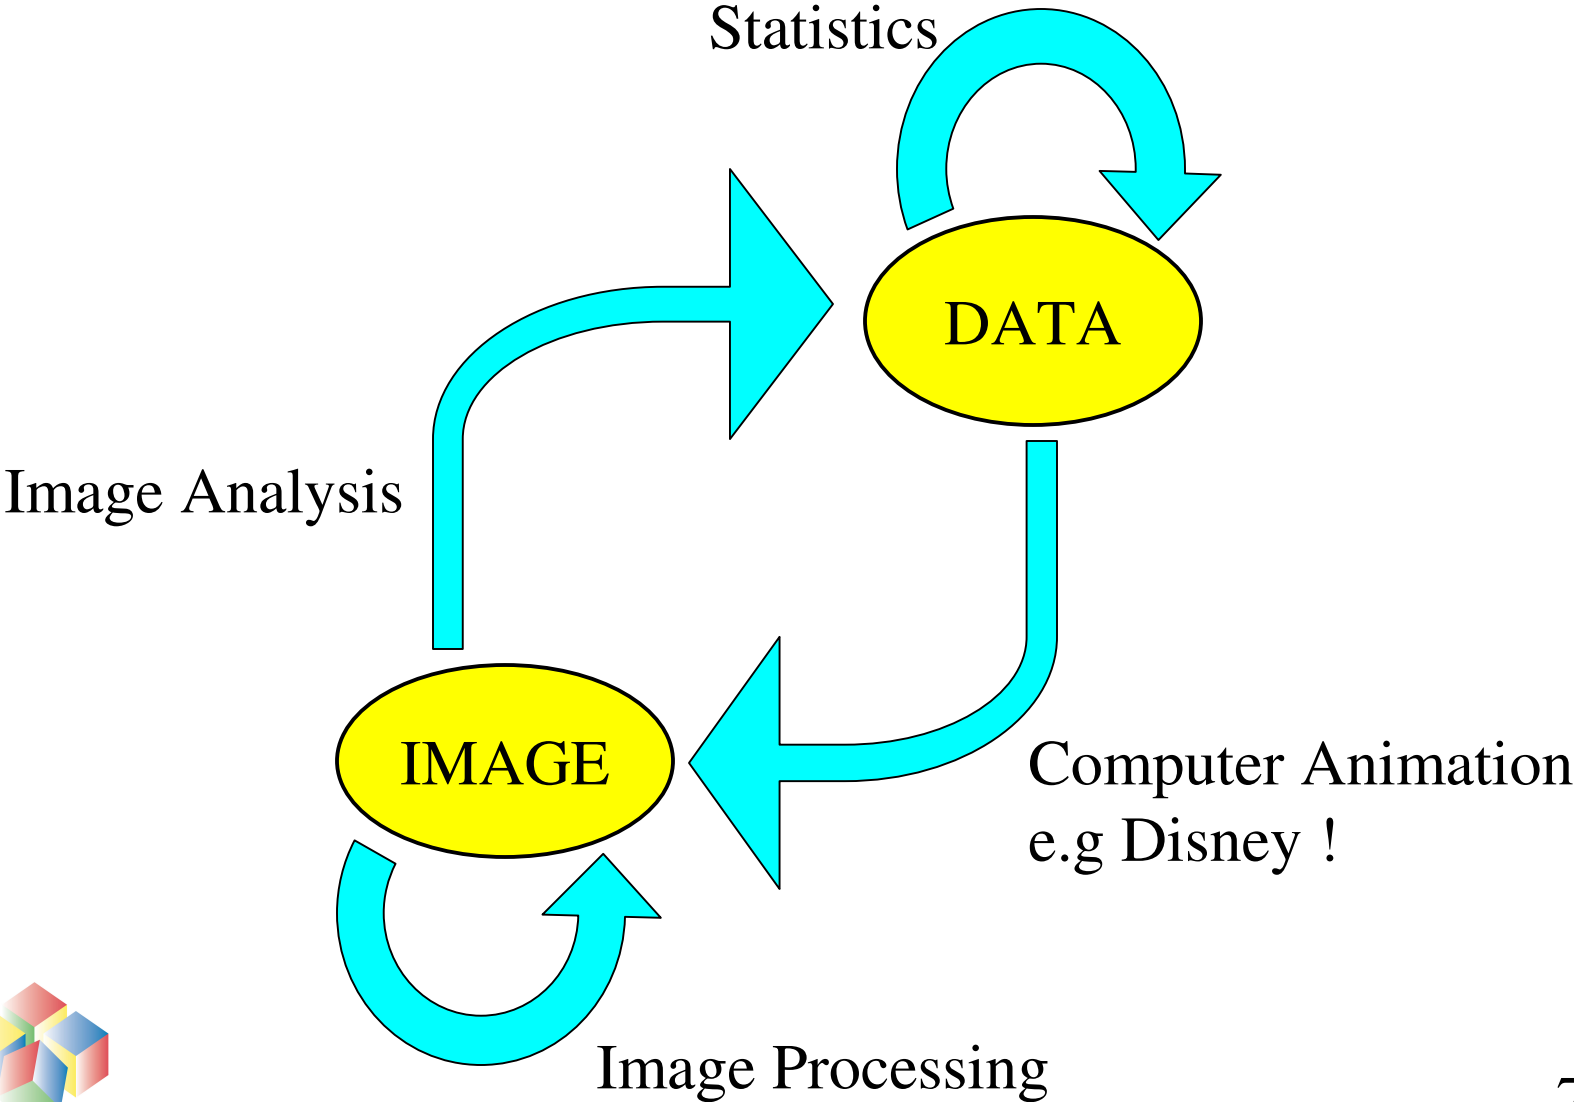 Statistics
DATA
Image Analysis
IMAGE
Computer Animation
e.g Disney !
Image Processing